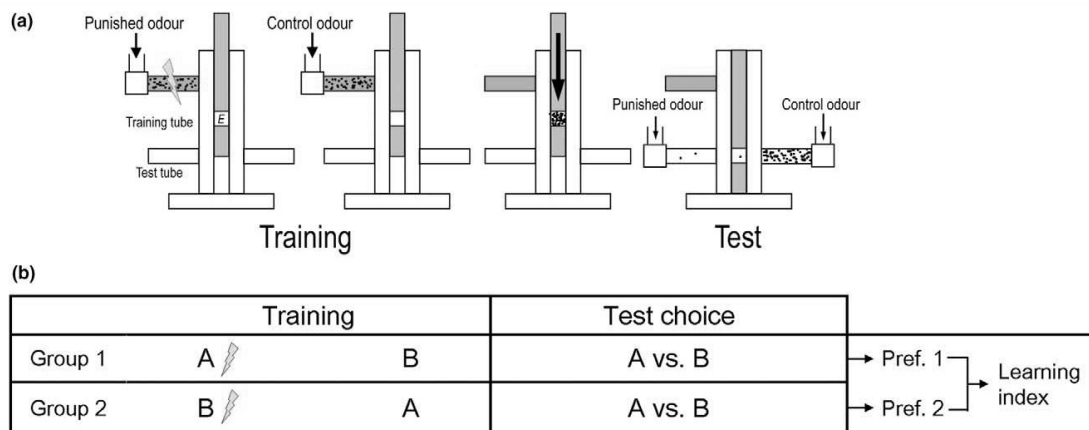 (a)
Punished odour
Control odour
E
Training tube
Test tube
Punished odour
Control odour
Training
Test
(b)
Training Test choice
Group 1 A B A vs. B Pref. 1
Group 2 B A A vs. B Pref. 2
Learning
index